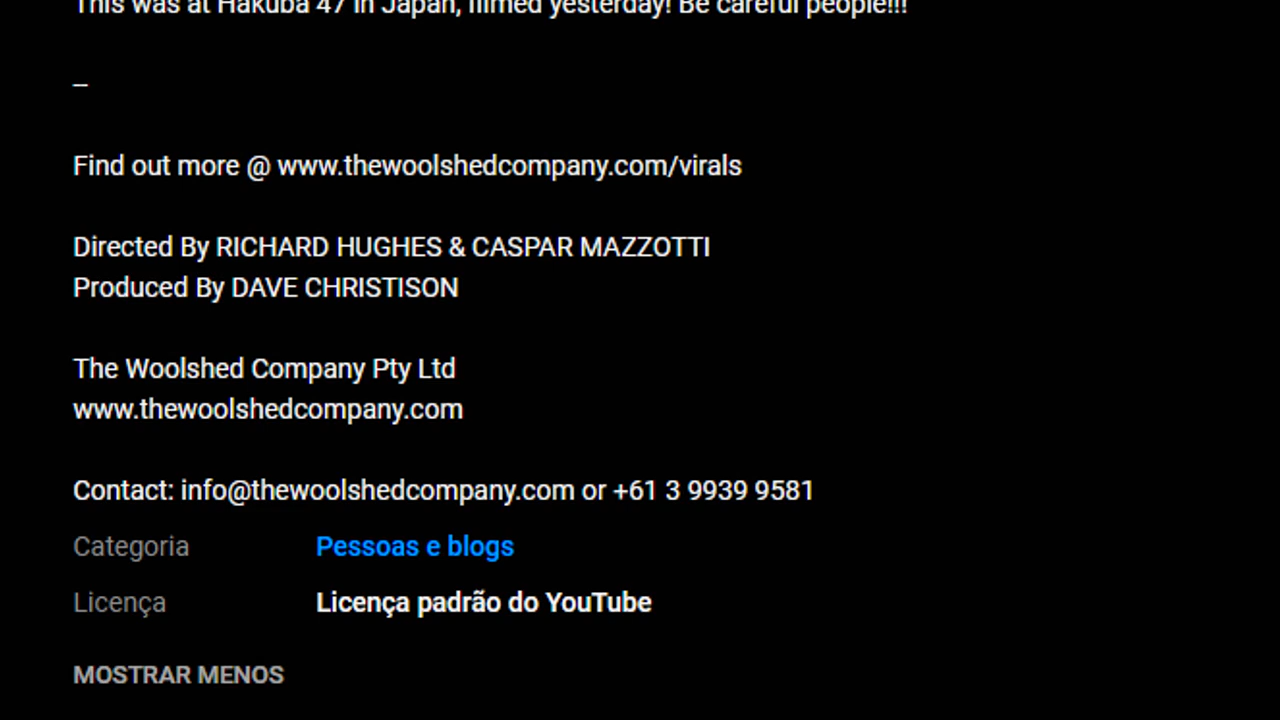 This was at Hakuba 47 in Japan, filmed yesterday! Be careful people!!!
–
Find out more @ www.thewoolshedcompany.com/virals
Directed By RICHARD HUGHES & CASPAR MAZZOTTI
Produced By DAVE CHRISTISON
The Woolshed Company Pty Ltd
www.thewoolshedcompany.com
Contact: info@thewoolshedcompany.com or +61 3 9939 9581
Categoria Pessoas e blogs
Licença Licença padrão do YouTube
MOSTRAR MENOS